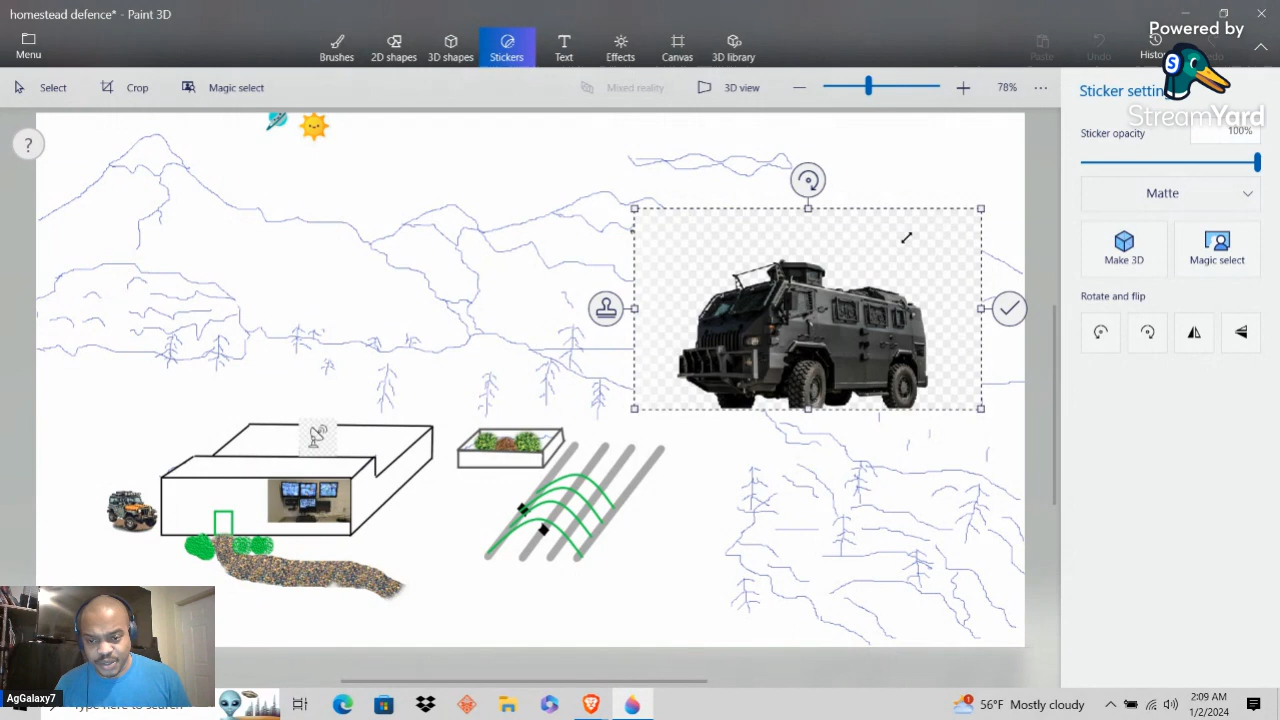 homestead defence* - Paint 3D
Powered by
Menu
Brushes
2D shapes
3D shapes
Stickers
Text
Effects
Canvas
3D library
Paste
Undo
StreamYard
Select
Crop
Magic select
Mixed reality
3D view
78%
Sticker opacity
100%
Matte
Make 3D
Magic select
Rotate and flip
AgGalaxy7
56°F Mostly cloudy
2:09 AM
1/2/2024